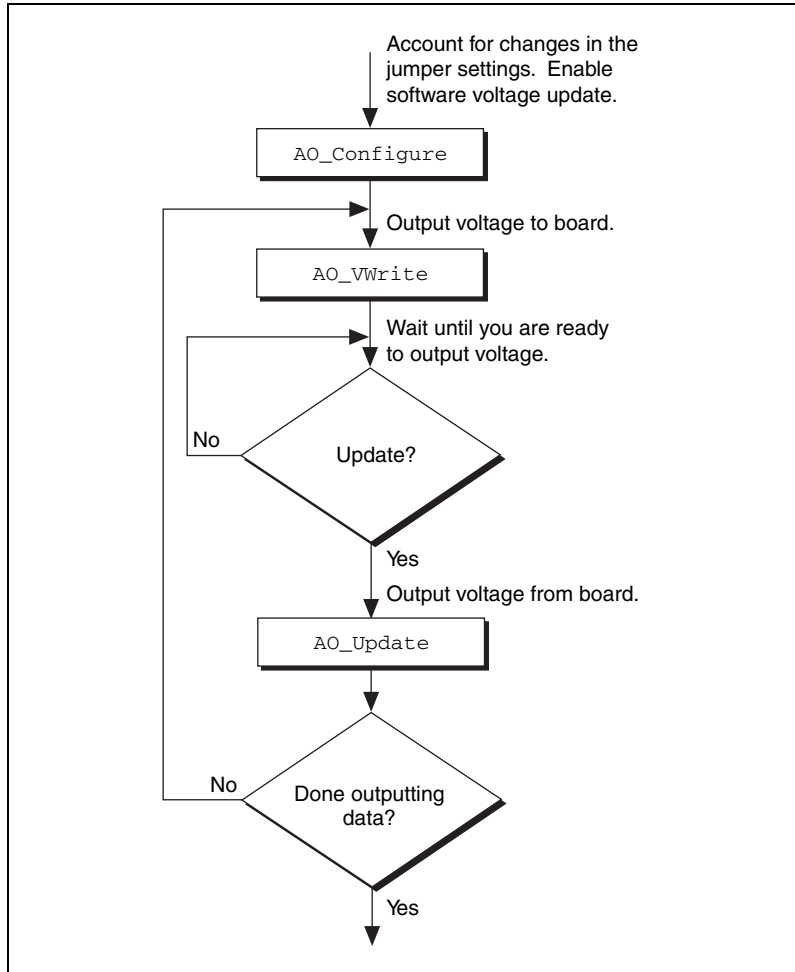 Account for changes in the
jumper settings. Enable
software voltage update.
AO_Configure
Output voltage to board.
AO_VWrite
Wait until you are ready
to output voltage.
No
Update?
Yes
Output voltage from board.
AO_Update
No
Done outputting
data?
Yes